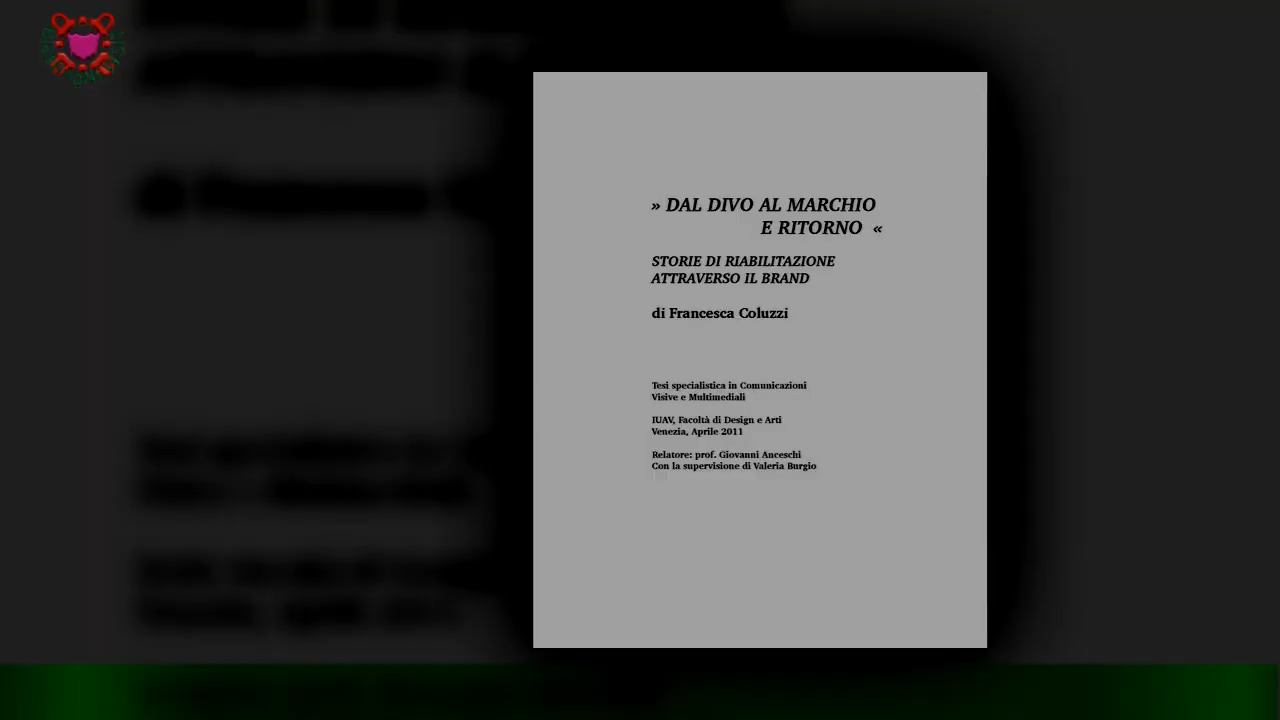 » DAL DIVO AL MARCHIO
E RITORNO «
STORIE DI RIABILITAZIONE
ATTRAVERSO IL BRAND
di Francesca Coluzzi
Tesi specialistica in Comunicazioni
Visive e Multimediali
IUAV, Facoltà di Design e Arti
Venezia, Aprile 2011
Relatore: prof. Giovanni Anceschi
Con la supervisione di Valeria Burgio